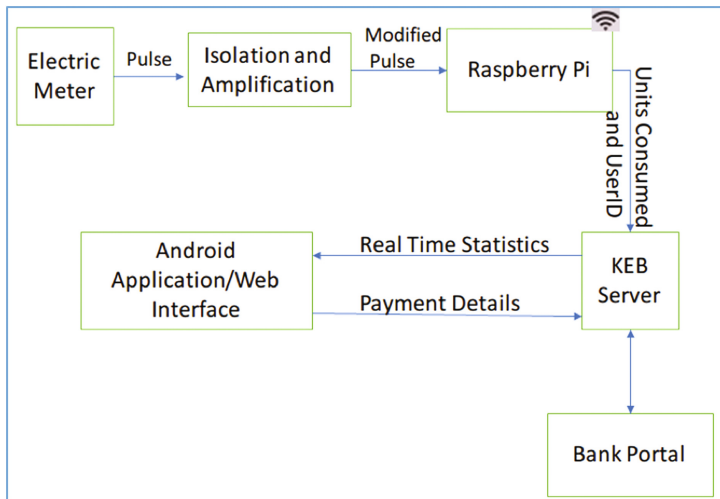 Electric
Meter
Pulse
Isolation and
Amplification
Modified
Pulse
Raspberry Pi
Units Consumed
and UserID
Android
Application/Web
Interface
Real Time Statistics
Payment Details
KEB
Server
Bank Portal